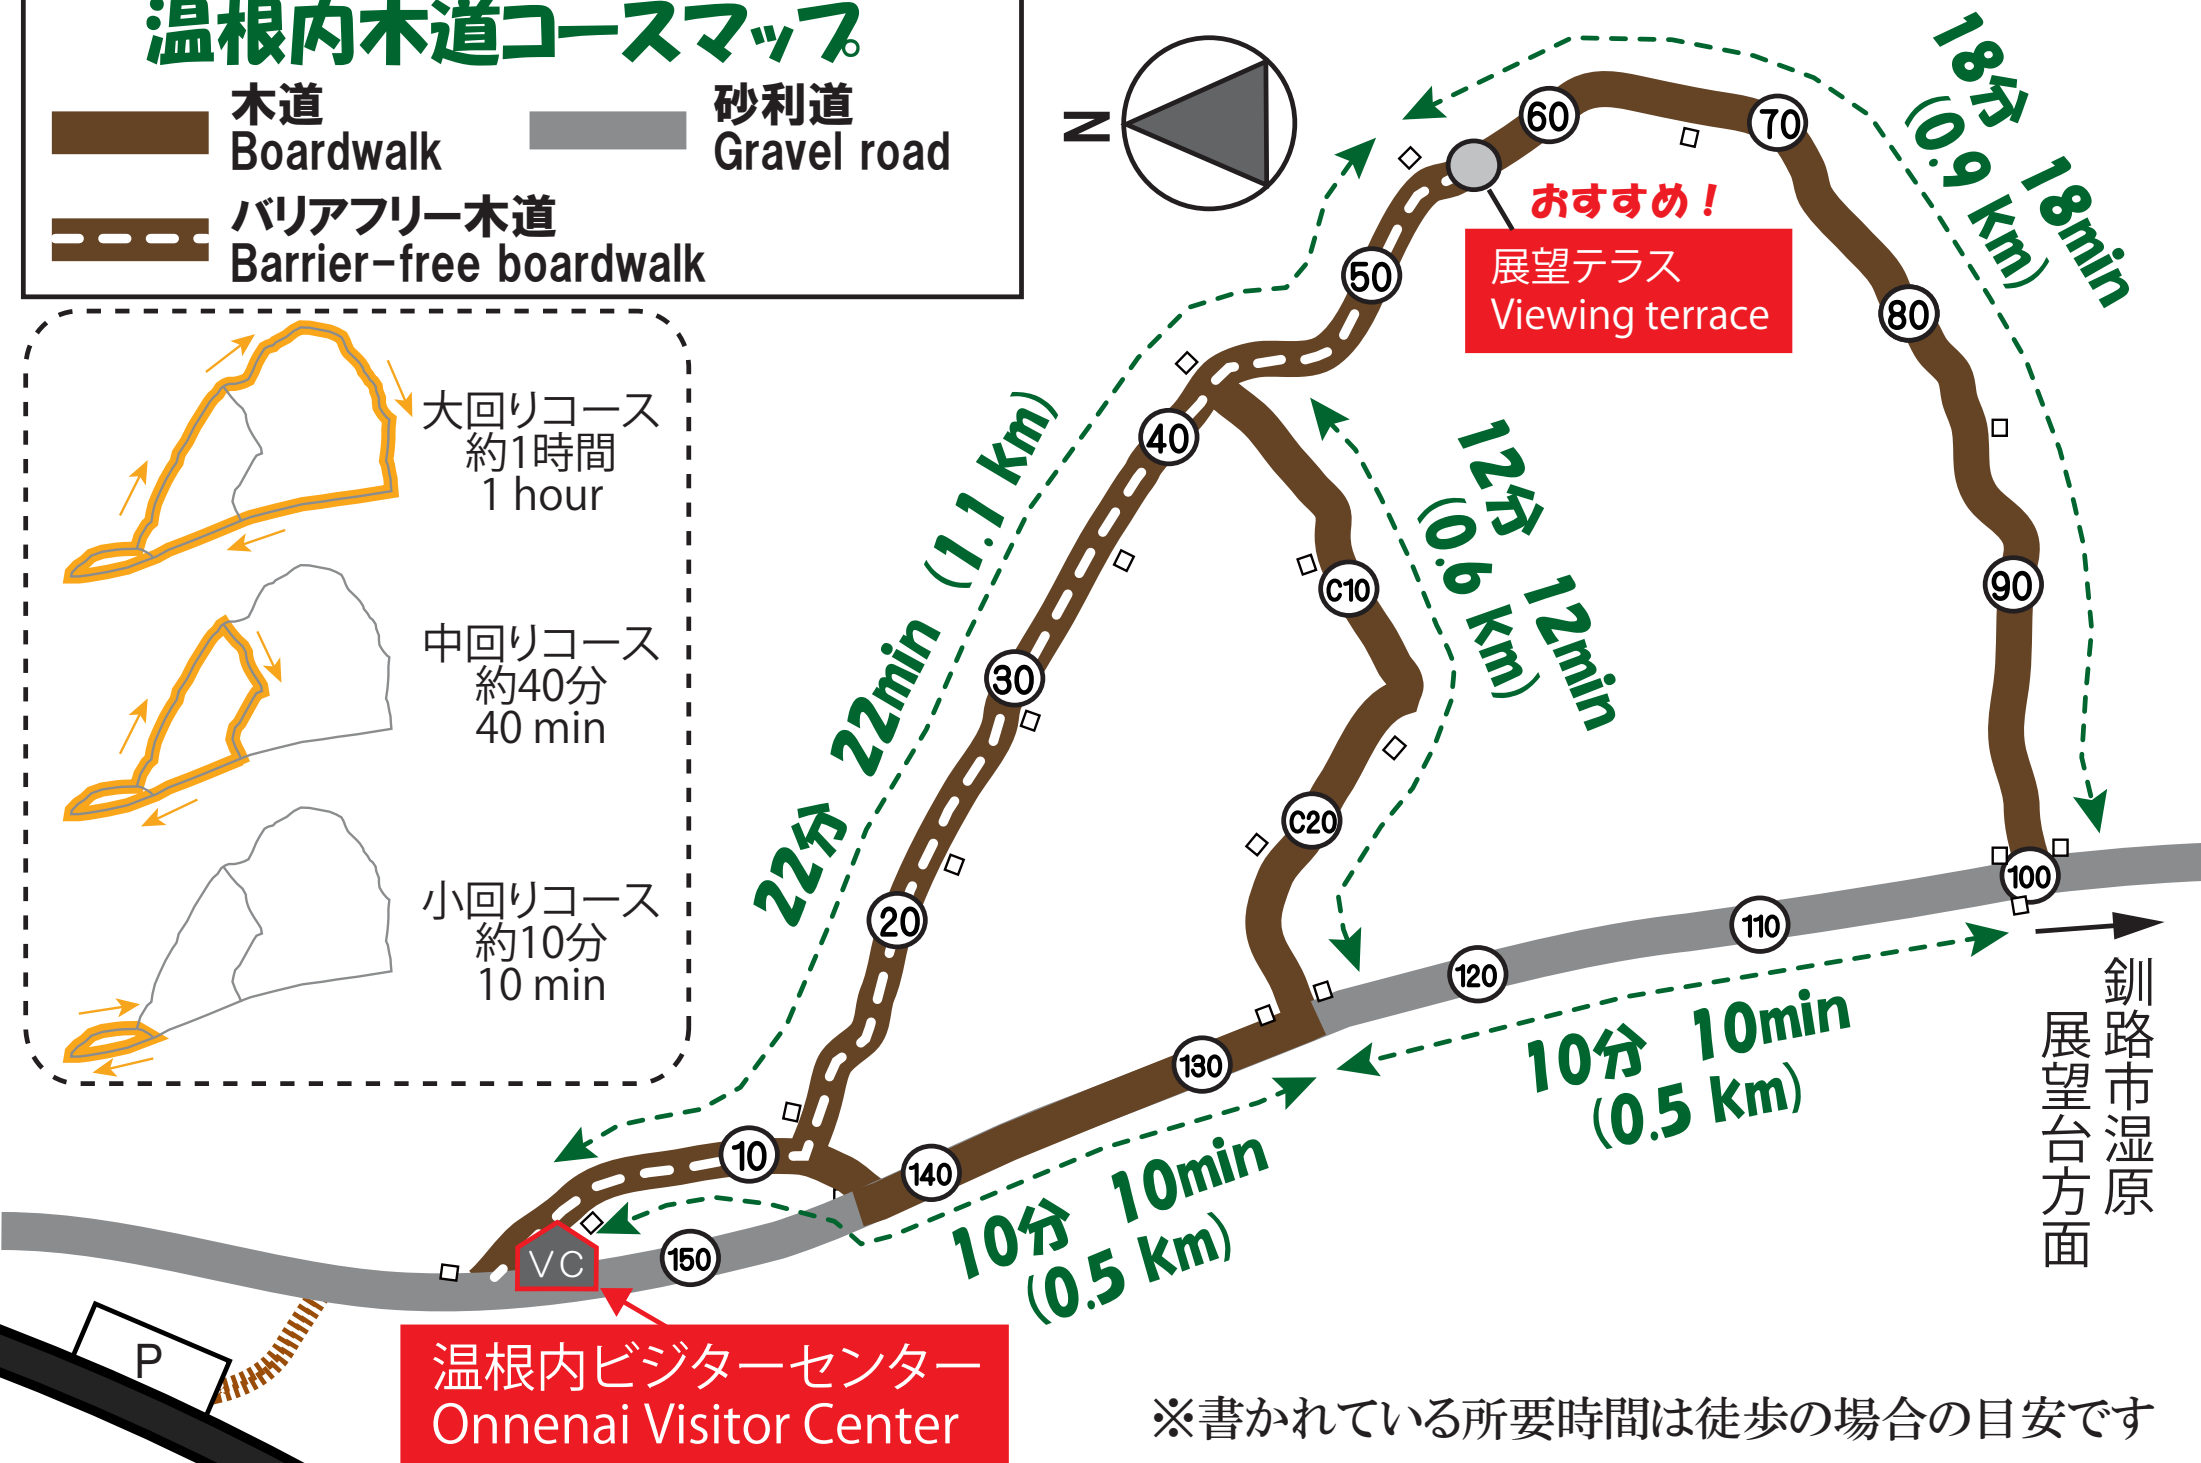 温根内木道コースマップ
木道
Boardwalk
砂利道
Gravel road
バリアフリー木道
Barrier-free boardwalk
N
大回りコース
約1時間
1 hour
中回りコース
約40分
40 min
小回りコース
約10分
10 min
おすすめ！
展望テラス
Viewing terrace
18分 18min
(0.9 km)
12分 12min
(0.6 km)
22分 22min (1.1 km)
10分 10min
(0.5 km)
10分 10min
(0.5 km)
10
20
30
40
50
60
70
80
90
100
110
120
130
140
150
C10
C20
釧路市湿原
展望台方面
VC
P
温根内ビジターセンター
Onnenai Visitor Center
※書かれている所要時間は徒歩の場合の目安です